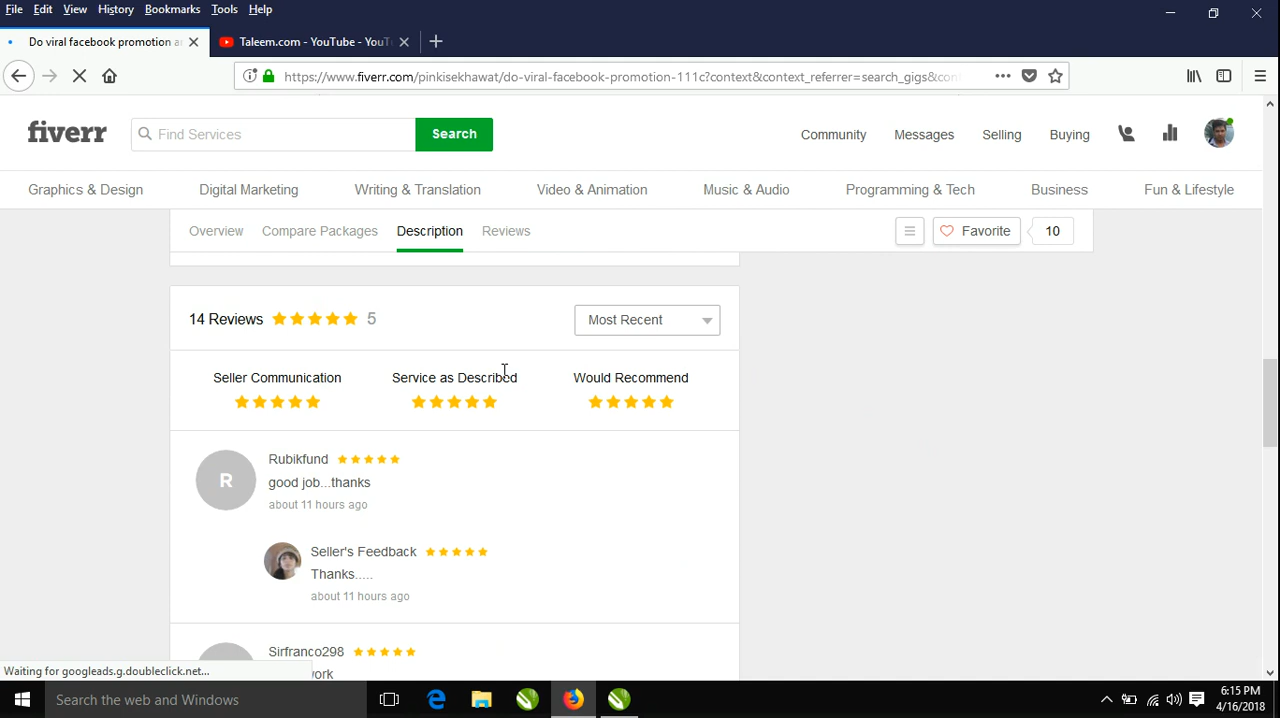 File Edit View History Bookmarks Tools Help
Do viral facebook promotion a
Taleem.com - YouTube - YouT
https://www.fiverr.com/pinkisekhawat/do-viral-facebook-promotion-111c?context&context_referrer=search_gigs&con
fiverr Find Services Search Community Messages Selling Buying
Graphics & Design Digital Marketing Writing & Translation Video & Animation Music & Audio Programming & Tech Business Fun & Lifestyle
Overview Compare Packages Description Reviews Favorite 10
14 Reviews 5 Most Recent
Seller Communication Service as Described Would Recommend
R
Rubikfund
good job...thanks
about 11 hours ago
Seller's Feedback
Thanks.....
about 11 hours ago
Sirfranco298
work
Waiting for googleads.g.doubleclick.net...
Search the web and Windows
6:15 PM
4/16/2018